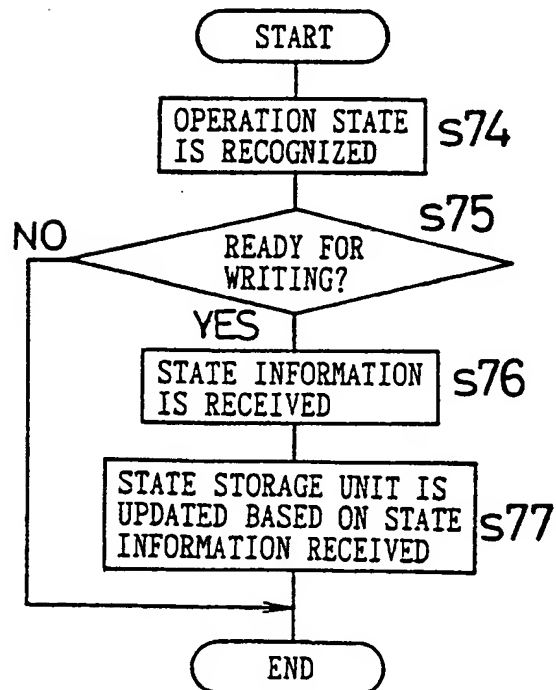 START
OPERATION STATE
IS RECOGNIZED
s74
s75
NO
READY FOR
WRITING?
YES
STATE INFORMATION
IS RECEIVED
s76
STATE STORAGE UNIT IS
UPDATED BASED ON STATE
INFORMATION RECEIVED
s77
END